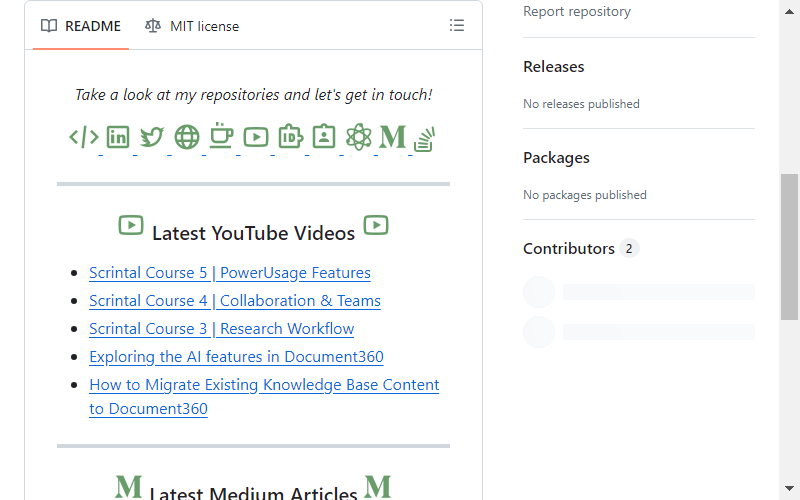 README
MIT license
Take a look at my repositories and let's get in touch!
Latest YouTube Videos
Scrintal Course 5 | PowerUsage Features
Scrintal Course 4 | Collaboration & Teams
Scrintal Course 3 | Research Workflow
Exploring the AI features in Document360
How to Migrate Existing Knowledge Base Content
to Document360
Latest Medium Articles
Report repository
Releases
No releases published
Packages
No packages published
Contributors 2